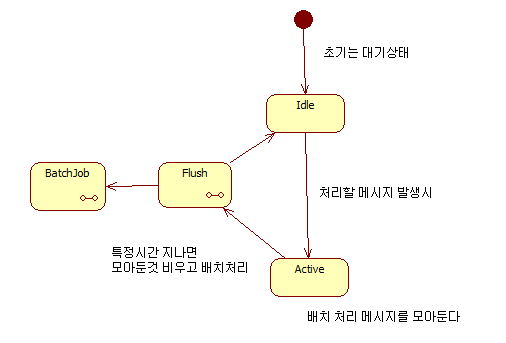 초기는 대기상태
Idle
BatchJob
Flush
처리할 메시지 발생시
특정시간 지나면
모아둔것 비우고 배치처리
Active
배치 처리 메시지를 모아둔다